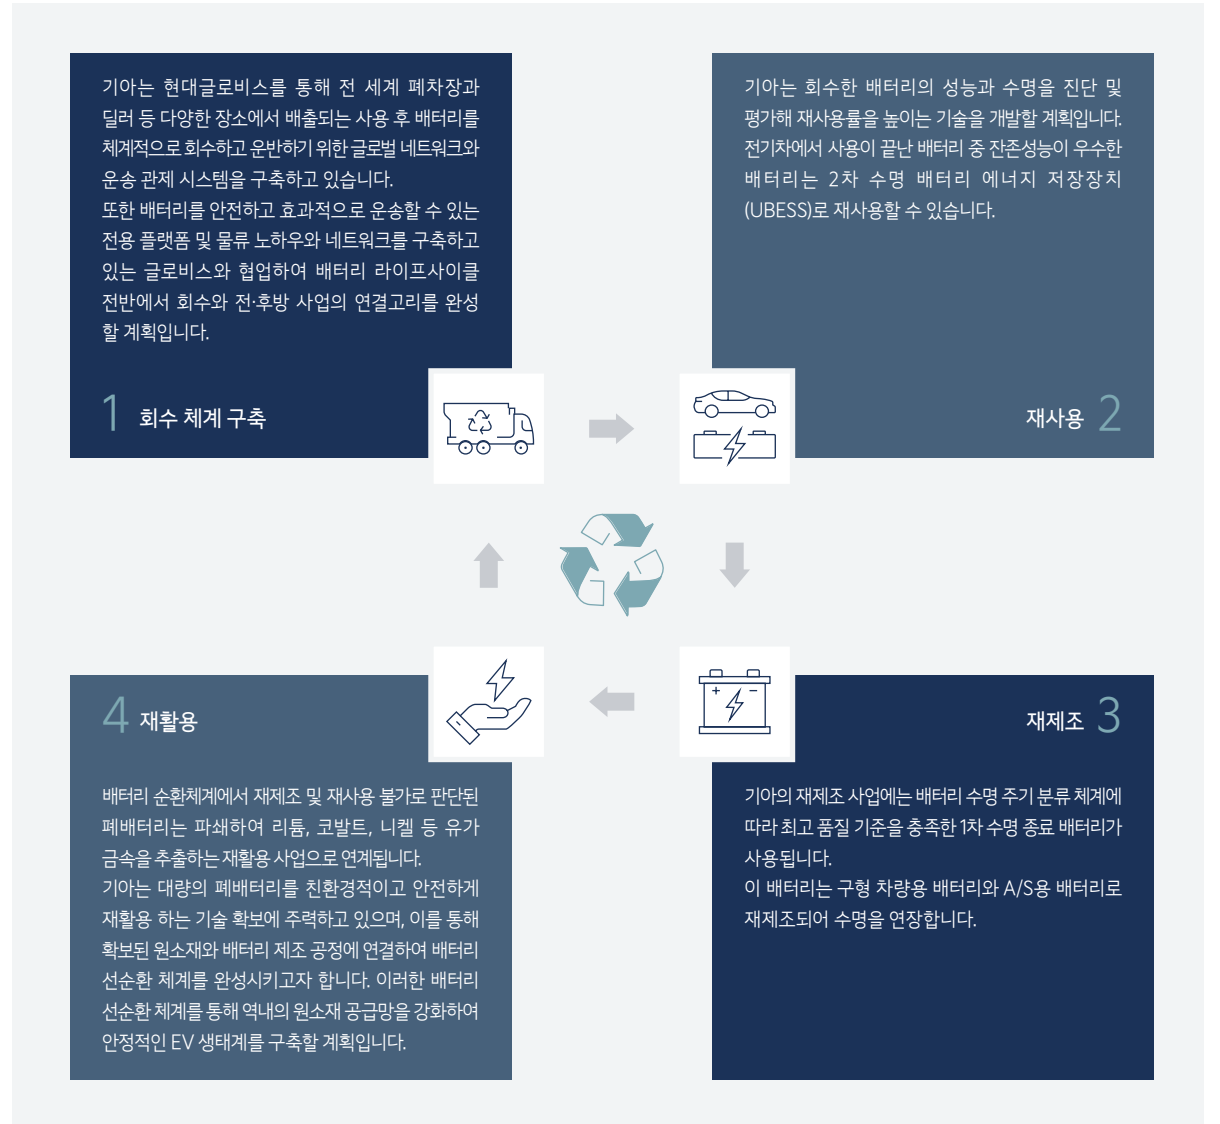 기아는 현대글로비스를 통해 전 세계 폐차장과
딜러 등 다양한 장소에서 배출되는 사용 후 배터리를
체계적으로 회수하고 운반하기 위한 글로벌 네트워크와
운송 관제 시스템을 구축하고 있습니다.
또한 배터리를 안전하고 효과적으로 운송할 수 있는
전용 플랫폼 및 물류 노하우와 네트워크를 구축하고
있는 글로비스와 협업하여 배터리 라이프사이클
전반에서 회수와 전·후방 사업의 연결고리를 완성
할 계획입니다.
1 회수 체계 구축
기아는 회수한 배터리의 성능과 수명을 진단 및
평가해 재사용률을 높이는 기술을 개발할 계획입니다.
전기차에서 사용이 끝난 배터리 중 잔존성능이 우수한
배터리는 2차 수명 배터리 에너지 저장장치
(UBESS)로 재사용할 수 있습니다.
재사용 2
재제조 3
기아의 재제조 사업에는 배터리 수명 주기 분류 체계에
따라 최고 품질 기준을 충족한 1차 수명 종료 배터리가
사용됩니다.
이 배터리는 구형 차량용 배터리와 A/S용 배터리로
재제조되어 수명을 연장합니다.
4 재활용
배터리 순환체계에서 재제조 및 재사용 불가로 판단된
폐배터리는 파쇄하여 리튬, 코발트, 니켈 등 유가
금속을 추출하는 재활용 사업으로 연계됩니다.
기아는 대량의 폐배터리를 친환경적이고 안전하게
재활용 하는 기술 확보에 주력하고 있으며, 이를 통해
확보된 원소재와 배터리 제조 공정에 연결하여 배터리
선순환 체계를 완성시키고자 합니다. 이러한 배터리
선순환 체계를 통해 역내의 원소재 공급망을 강화하여
안정적인 EV 생태계를 구축할 계획입니다.